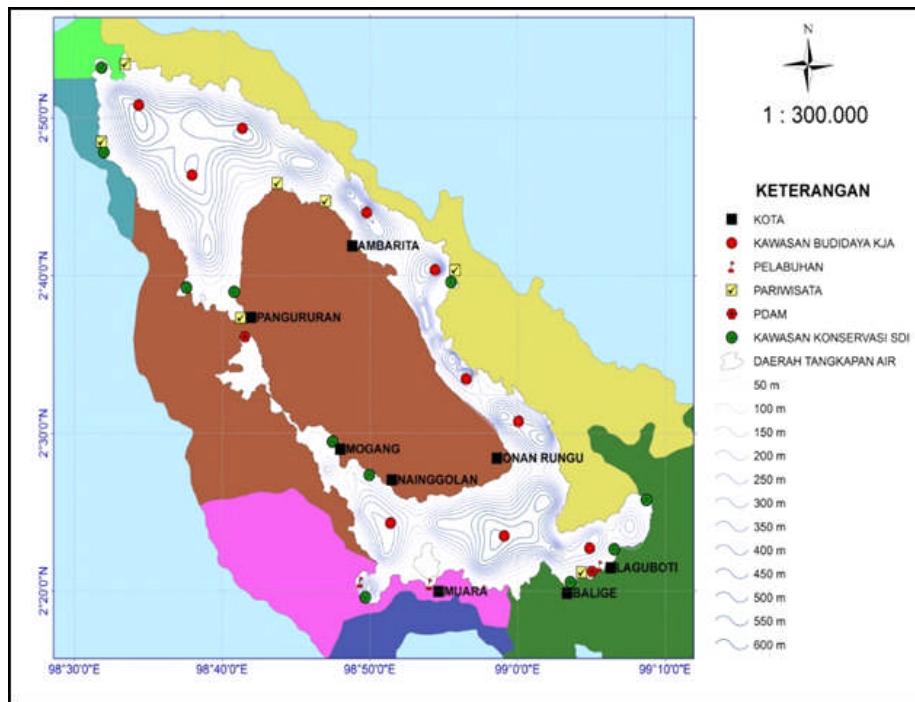 N
1 : 300.000
KETERANGAN
KOTA
KAWASAN BUDIDAYA KJA
PELABUHAN
PARIWISATA
PDAM
KAWASAN KONSERVASI SDI
DAERAH TANGKAPAN AIR
50 m
100 m
150 m
200 m
250 m
300 m
350 m
400 m
450 m
500 m
550 m
600 m
2°50'0"N
2°40'0"N
2°30'0"N
2°20'0"N
AMBARITA
PANGURURAN
MOGANG
NAINGGOLAN
ONAN RUNGU
LAGUBOTI
MUARA
BALIGE
98°30'0"E
98°40'0"E
98°50'0"E
99°0'0"E
99°10'0"E